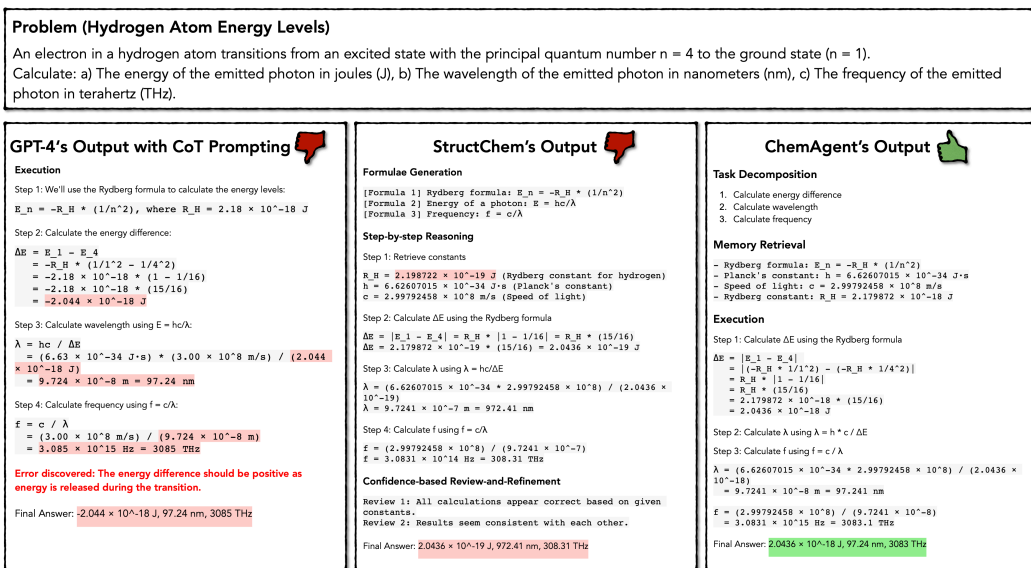 Problem (Hydrogen Atom Energy Levels)
An electron in a hydrogen atom transitions from an excited state with the principal quantum number n = 4 to the ground state (n = 1).
Calculate: a) The energy of the emitted photon in joules (J), b) The wavelength of the emitted photon in nanometers (nm), c) The frequency of the emitted
photon in terahertz (THz).
GPT-4's Output with CoT Prompting
Execution
Step 1: We'll use the Rydberg formula to calculate the energy levels:
E_n = -R_H * (1/n^2), where R_H = 2.18 × 10^-18 J
Step 2: Calculate the energy difference:
ΔE = E_1 - E_4
= -R_H * (1/1^2 - 1/4^2)
= -2.18 × 10^-18 * (1 - 1/16)
= -2.18 × 10^-18 * (15/16)
= -2.044 × 10^-18 J
Step 3: Calculate wavelength using E = hc/λ:
λ = hc / ΔE
= (6.63 × 10^-34 J·s) * (3.00 × 10^8 m/s) / (2.044
× 10^-18 J)
= 9.724 × 10^-8 m = 97.24 nm
Step 4: Calculate frequency using f = c/λ:
f = c / λ
= (3.00 × 10^8 m/s) / (9.724 × 10^-8 m)
= 3.085 × 10^15 Hz = 3085 THz
Error discovered: The energy difference should be positive as
energy is released during the transition.
Final Answer: -2.044 × 10^-18 J, 97.24 nm, 3085 THz
StructChem's Output
Formulae Generation
[Formula 1] Rydberg formula: E_n = -R_H * (1/n^2)
[Formula 2] Energy of a photon: E = hc/λ
[Formula 3] Frequency: f = c/λ
Step-by-step Reasoning
Step 1: Retrieve constants
R_H = 2.198722 × 10^-19 J (Rydberg constant for hydrogen)
h = 6.62607015 × 10^-34 J·s (Planck's constant)
c = 2.99792458 × 10^8 m/s (Speed of light)
Step 2: Calculate ΔE using the Rydberg formula
ΔE = |E_1 - E_4| = R_H * |1 - 1/16| = R_H * (15/16)
ΔE = 2.179872 × 10^-19 * (15/16) = 2.0436 × 10^-19 J
Step 3: Calculate λ using λ = hc/ΔE
λ = (6.62607015 × 10^-34 * 2.99792458 × 10^8) / (2.0436 ×
10^-19)
λ = 9.7241 × 10^-7 m = 972.41 nm
Step 4: Calculate f using f = c/λ
f = (2.99792458 × 10^8) / (9.7241 × 10^-7)
f = 3.0831 × 10^14 Hz = 308.31 THz
Confidence-based Review-and-Refinement
Review 1: All calculations appear correct based on given
constants.
Review 2: Results seem consistent with each other.
Final Answer: 2.0436 × 10^-19 J, 972.41 nm, 308.31 THz
ChemAgent's Output
Task Decomposition
1. Calculate energy difference
2. Calculate wavelength
3. Calculate frequency
Memory Retrieval
- Rydberg formula: E_n = -R_H * (1/n^2)
- Planck's constant: h = 6.62607015 × 10^-34 J·s
- Speed of light: c = 2.99792458 × 10^8 m/s
- Rydberg constant: R_H = 2.179872 × 10^-18 J
Execution
Step 1: Calculate ΔE using the Rydberg formula
ΔE = |E_1 - E_4|
= |(-R_H * 1/1^2) - (-R_H * 1/4^2)|
= R_H * |1 - 1/16|
= R_H * (15/16)
= 2.179872 × 10^-18 * (15/16)
= 2.0436 × 10^-18 J
Step 2: Calculate λ using λ = h * c / ΔE
Step 3: Calculate f using f = c / λ
λ = (6.62607015 × 10^-34 * 2.99792458 × 10^8) / (2.0436 ×
10^-18)
= 9.7241 × 10^-8 m = 97.241 nm
f = (2.99792458 × 10^8) / (9.7241 × 10^-8)
= 3.0831 × 10^15 Hz = 3083.1 THz
Final Answer: 2.0436 × 10^-18 J, 97.24 nm, 3083 THz